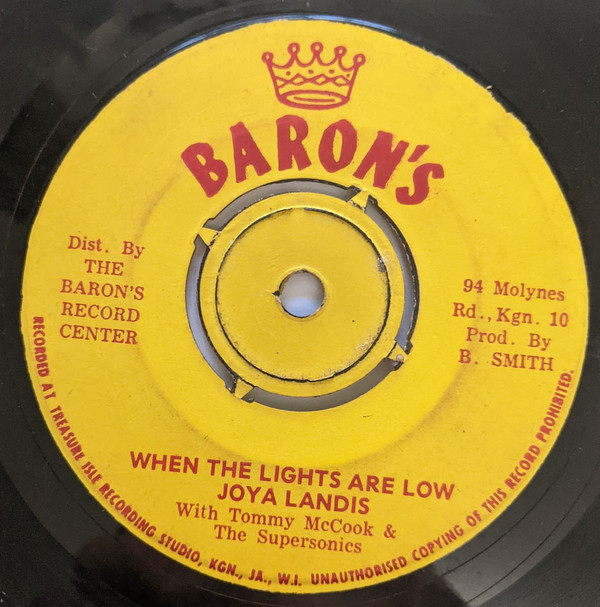 BARON'S
Dist. By
THE
BARON'S
RECORD
CENTER
94 Molynes
Rd., Kgn. 10
Prod. By
B. SMITH
WHEN THE LIGHTS ARE LOW
JOYA LANDIS
With Tommy McCook &
The Supersonics
RECORDED AT TREASURE ISLE RECORDING STUDIO, KGN., JA., W.I. UNAUTHORISED COPYING OF THIS RECORD PROHIBITED.